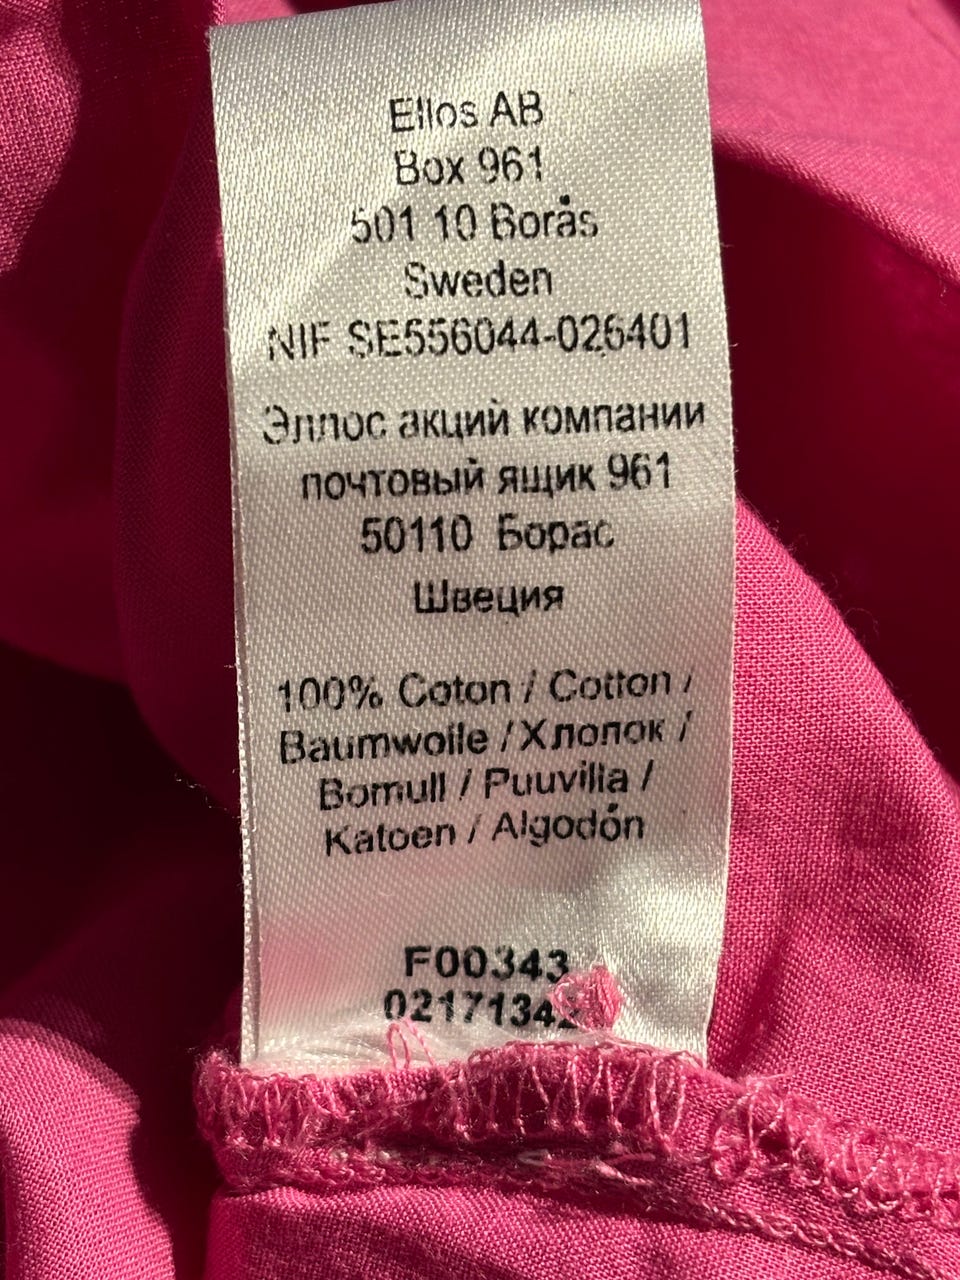 Ellos AB
Box 961
501 10 Borås
Sweden
NIF SE556044-026401
Эллос акций компании
почтовый ящик 961
50110 Борас
Швеция
100% Coton / Cotton /
Baumwolle / Хлопок /
Bomull / Puuvilla /
Katoen / Algodón
F00343